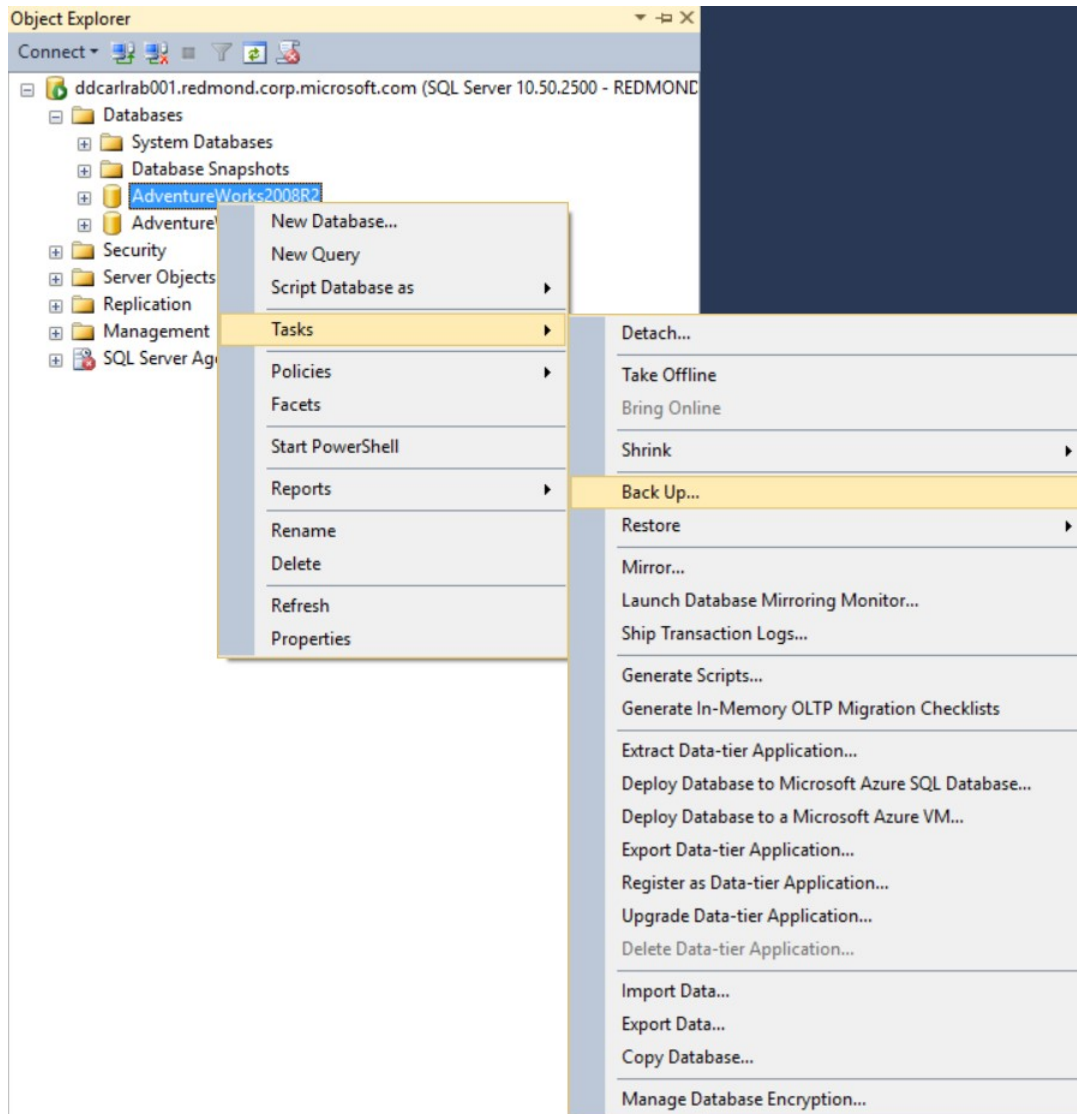 Object Explorer
Connect
ddcarlrab001.redmond.corp.microsoft.com (SQL Server 10.50.2500 - REDMOND
Databases
System Databases
Database Snapshots
AdventureWorks2008R2
Adventure
Security
Server Objects
Replication
Management
SQL Server Age
New Database...
New Query
Script Database as
Tasks
Policies
Facets
Start PowerShell
Reports
Rename
Delete
Refresh
Properties
Detach...
Take Offline
Bring Online
Shrink
Back Up...
Restore
Mirror...
Launch Database Mirroring Monitor...
Ship Transaction Logs...
Generate Scripts...
Generate In-Memory OLTP Migration Checklists
Extract Data-tier Application...
Deploy Database to Microsoft Azure SQL Database...
Deploy Database to a Microsoft Azure VM...
Export Data-tier Application...
Register as Data-tier Application...
Upgrade Data-tier Application...
Delete Data-tier Application...
Import Data...
Export Data...
Copy Database...
Manage Database Encryption...